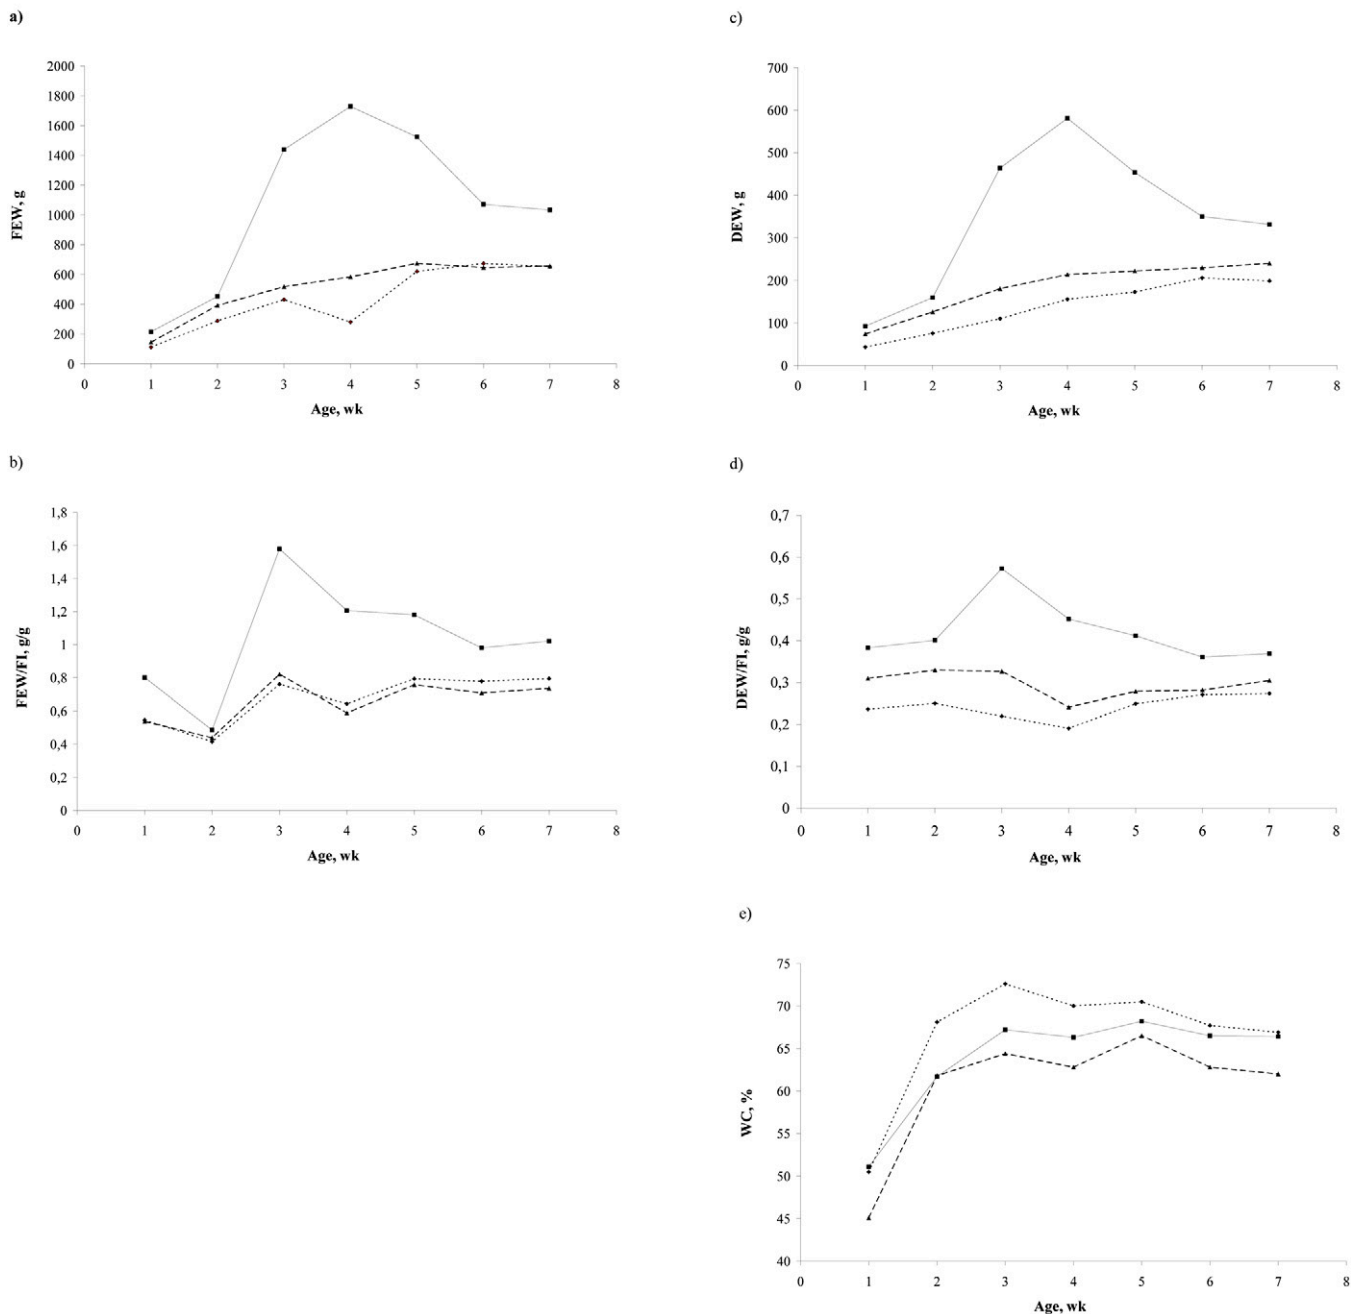 a)
2000
1800
1600
1400
1200
1000
800
600
400
200
0
FEW, g
0 1 2 3 4 5 6 7 8
Age, wk
c)
700
600
500
400
300
200
100
0
DEW, g
0 1 2 3 4 5 6 7 8
Age, wk
b)
1,8
1,6
1,4
1,2
1
0,8
0,6
0,4
0,2
0
FEW/FI, g/g
0 1 2 3 4 5 6 7 8
Age, wk
d)
0,7
0,6
0,5
0,4
0,3
0,2
0,1
0
DEW/FI, g/g
0 1 2 3 4 5 6 7 8
Age, wk
e)
75
70
65
60
55
50
45
40
WC, %
0 1 2 3 4 5 6 7 8
Age, wk